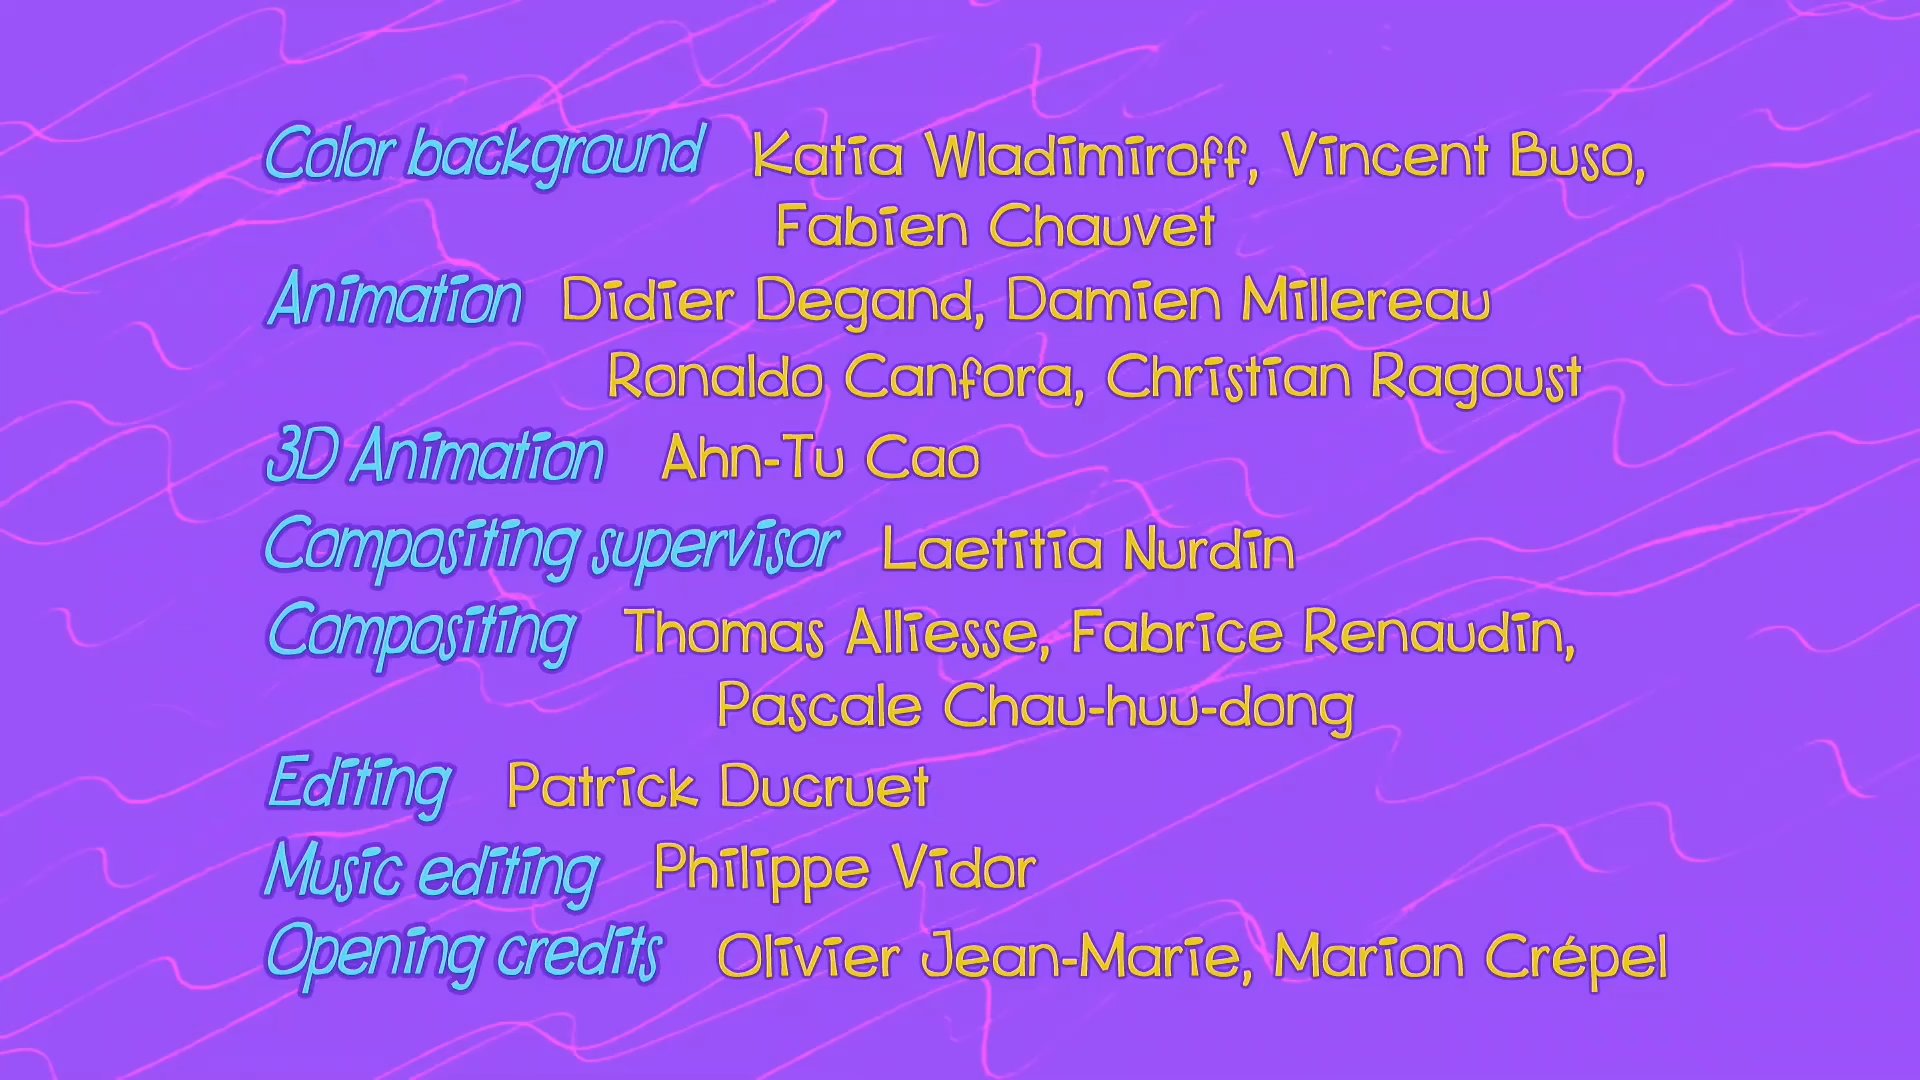 Color background Katia Wladimiroff, Vincent Buso,
Fabien Chauvet
Animation Didier Degand, Damien Millereau
Ronaldo Canfora, Christian Ragoust
3D Animation Ahn-Tu Cao
Compositing supervisor Laetitia Nurdin
Compositing Thomas Alliesse, Fabrice Renaudin,
Pascale Chau-huu-dong
Editing Patrick Ducruet
Music editing Philippe Vidor
Opening credits Olivier Jean-Marie, Marion Crépel